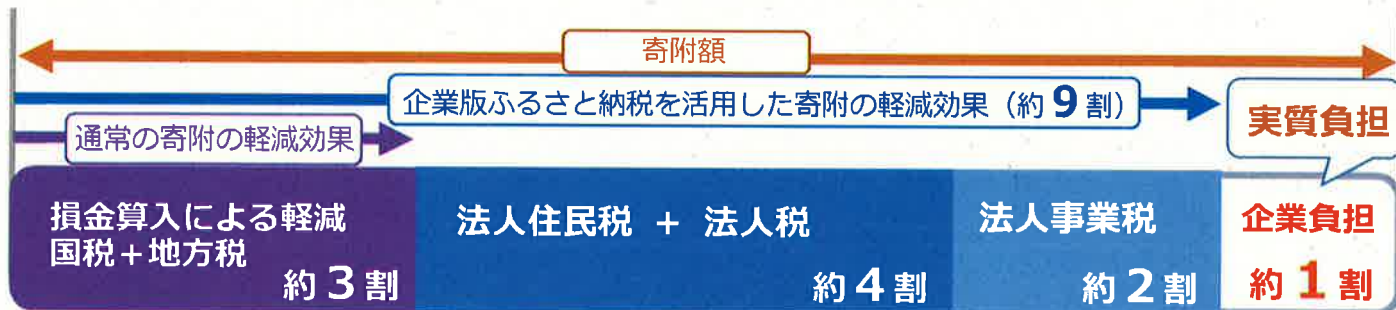 寄附額
企業版ふるさと納税を活用した寄附の軽減効果（約9割）
通常の寄附の軽減効果
実質負担
損金算入による軽減
国税＋地方税
約3割
法人住民税 ＋ 法人税
約4割
法人事業税
約2割
企業負担
約1割